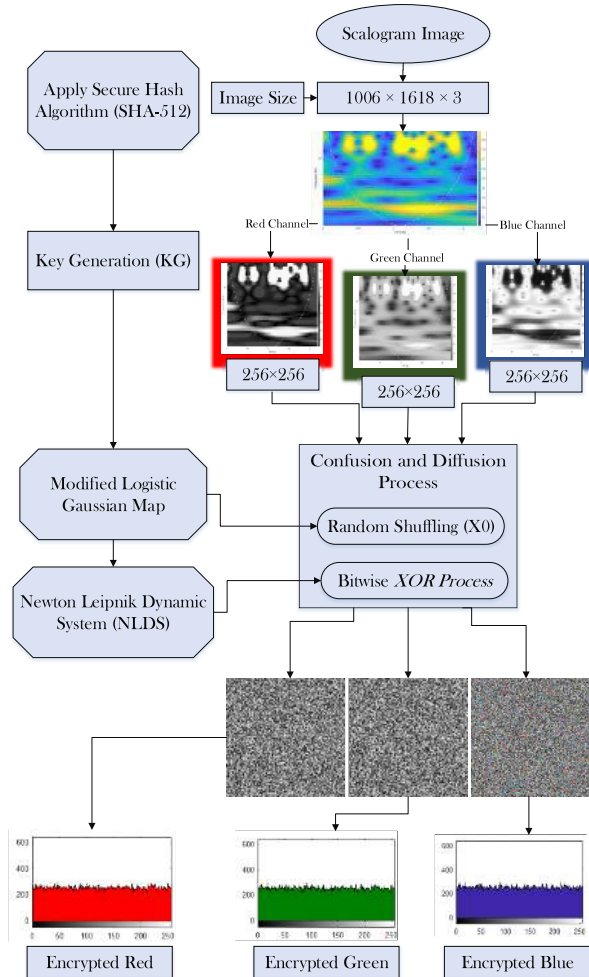 Scalogram Image
Apply Secure Hash
Algorithm (SHA-512)
Image Size
1006 × 1618 × 3
Red Channel
Blue Channel
Green Channel
Key Generation (KG)
256×256
256×256
256×256
Confusion and Diffusion
Process
Modified Logistic
Gaussian Map
Random Shuffling (X0)
Bitwise XOR Process
Newton Leipnik Dynamic
System (NLDS)
600
400
200
0
0 50 100 150 200 250
600
400
200
0
0 50 100 150 200 250
600
400
200
0
0 50 100 150 200 250
Encrypted Red
Encrypted Green
Encrypted Blue